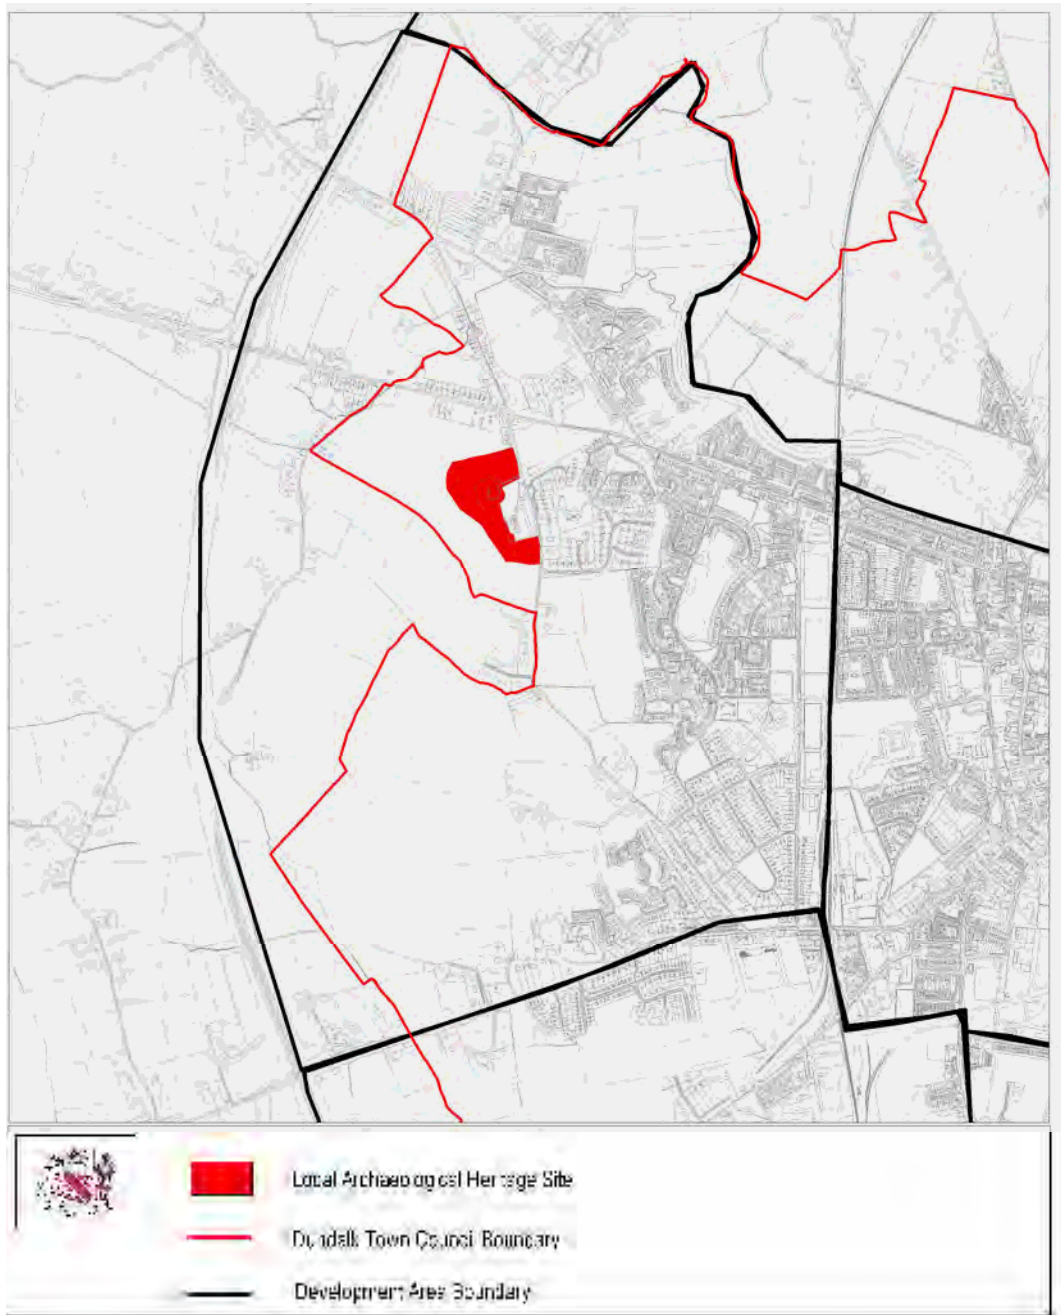 Local Archaeological Heritage Site
Dundalk Town Council Boundary
Development Area Boundary